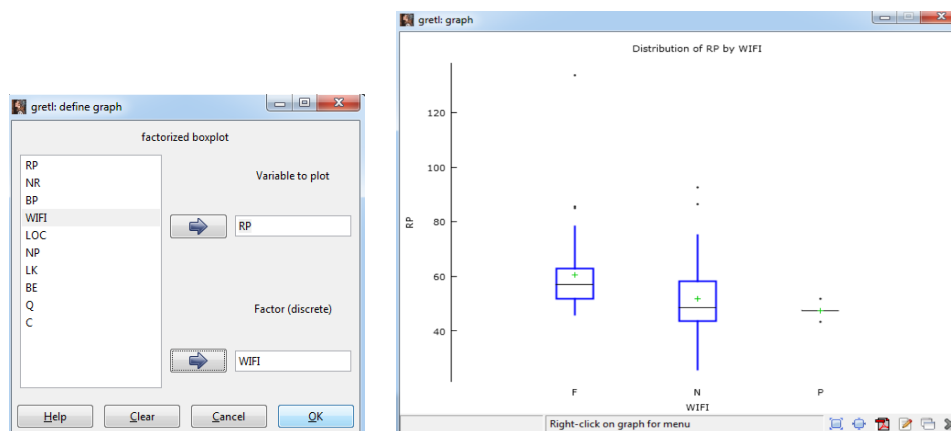 gretl: define graph
factorized boxplot
RP
NR
BP
WIFI
LOC
NP
LK
BE
Q
C
Variable to plot
RP
Factor (discrete)
WIFI
Help
Clear
Cancel
OK
gretl: graph
Distribution of RP by WIFI
120
100
80
60
40
RP
F N P
WIFI
Right-click on graph for menu